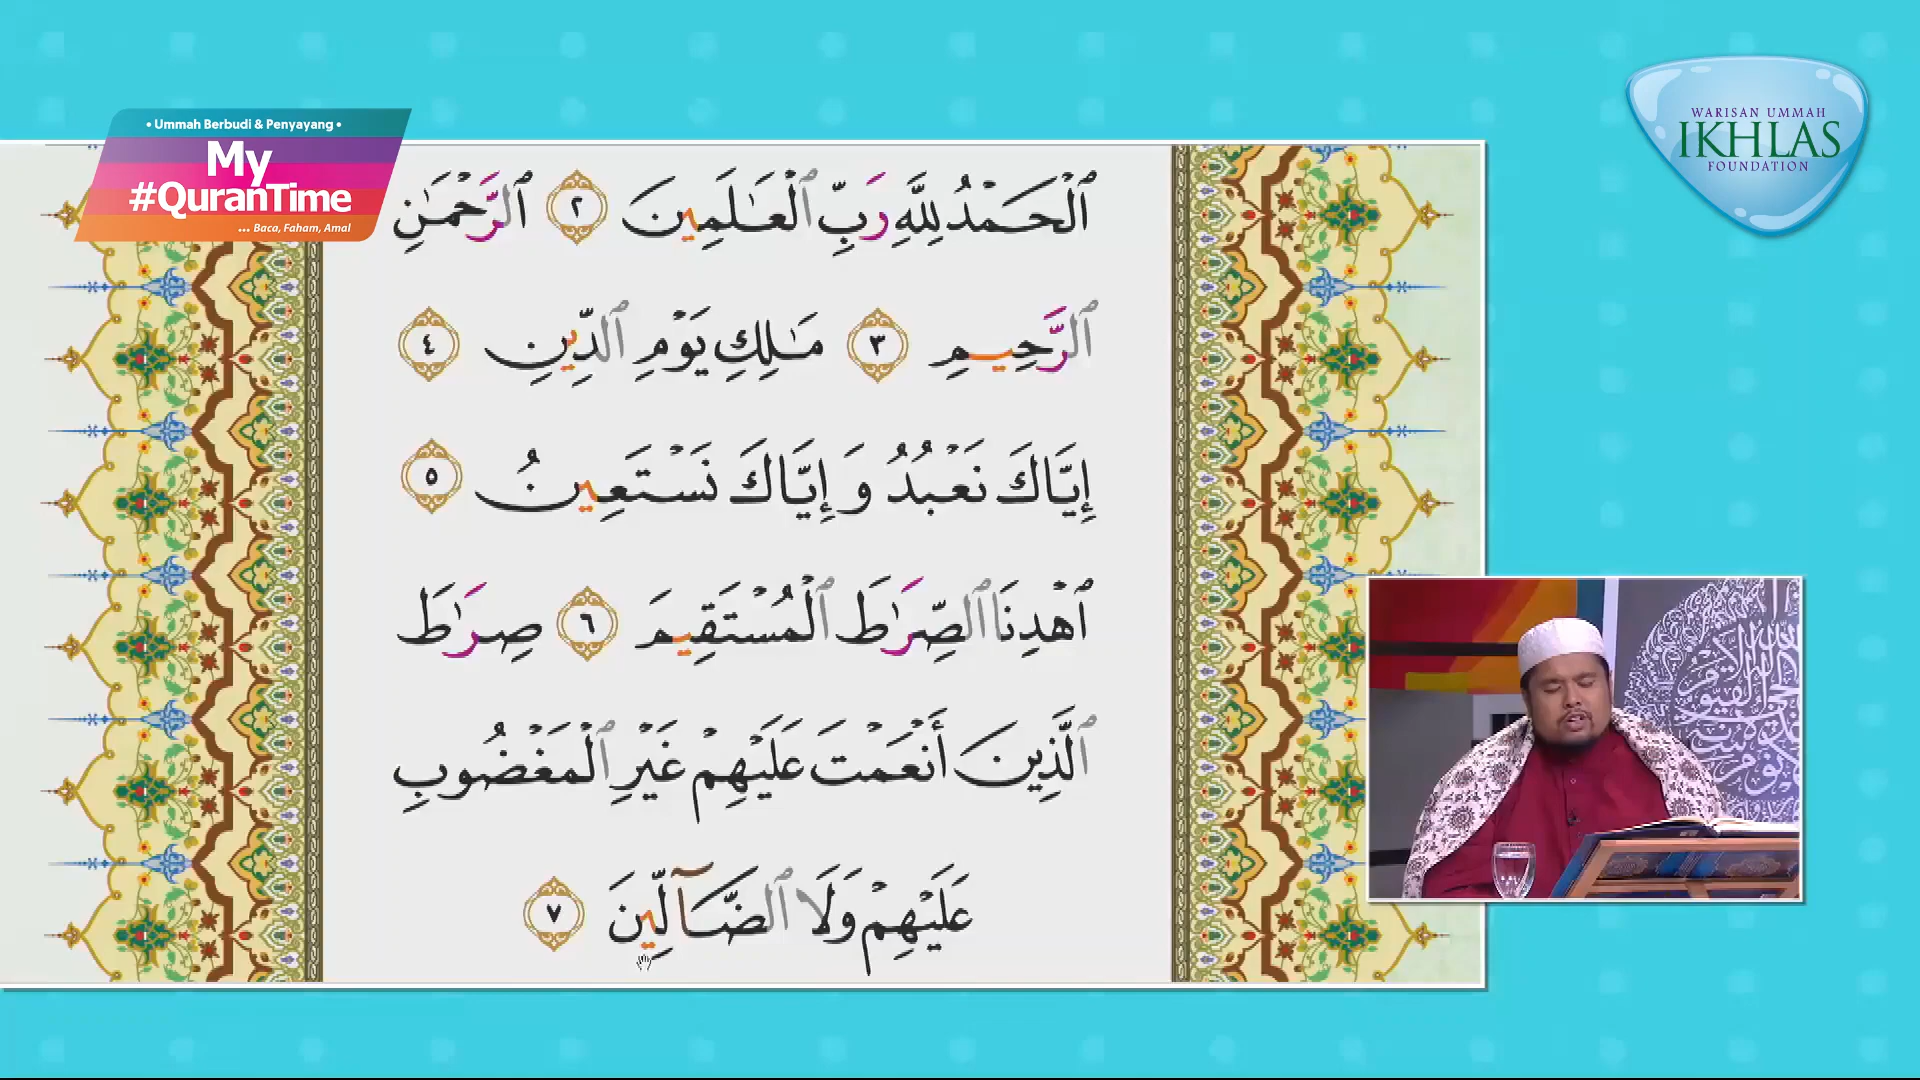 • Ummah Berbudi & Penyayang •
My
#QuranTime
... Baca, Faham, Amal
WARISAN UMMAH
IKHLAS
FOUNDATION
ٱلْحَمْدُ لِلَّهِ رَبِّ ٱلْعَـٰلَمِينَ ٢ ٱلرَّحْمَـٰنِ
ٱلرَّحِيمِ ٣ مَـٰلِكِ يَوْمِ ٱلدِّينِ ٤
إِيَّاكَ نَعْبُدُ وَإِيَّاكَ نَسْتَعِينُ ٥
ٱهْدِنَا ٱلصِّرَٰطَ ٱلْمُسْتَقِيمَ ٦ صِرَٰطَ
ٱلَّذِينَ أَنْعَمْتَ عَلَيْهِمْ غَيْرِ ٱلْمَغْضُوبِ
عَلَيْهِمْ وَلَا ٱلضَّآلِّينَ ٧